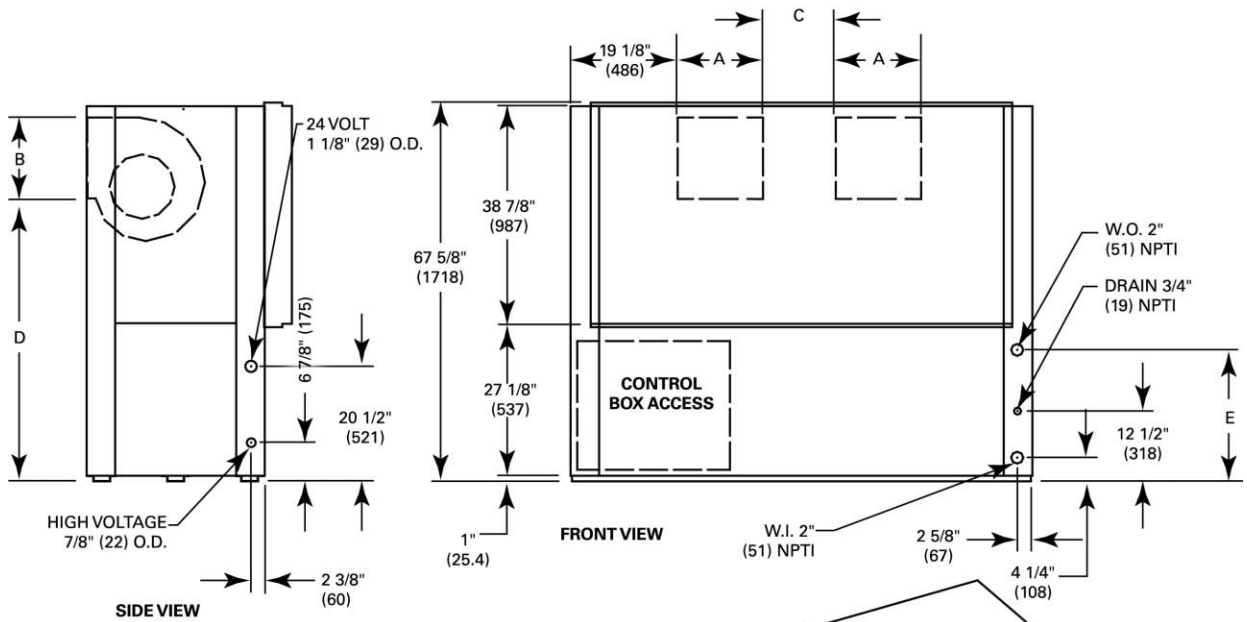 C
19 1/8"
(486)
A
A
24 VOLT
1 1/8" (29) O.D.
B
38 7/8"
(987)
67 5/8"
(1718)
W.O. 2"
(51) NPTI
DRAIN 3/4"
(19) NPTI
D
6 7/8" (175)
20 1/2"
(521)
27 1/8"
(537)
CONTROL
BOX ACCESS
E
12 1/2"
(318)
HIGH VOLTAGE
7/8" (22) O.D.
1"
(25.4)
FRONT VIEW
W.I. 2"
(51) NPTI
2 5/8"
(67)
4 1/4"
(108)
2 3/8"
(60)
SIDE VIEW